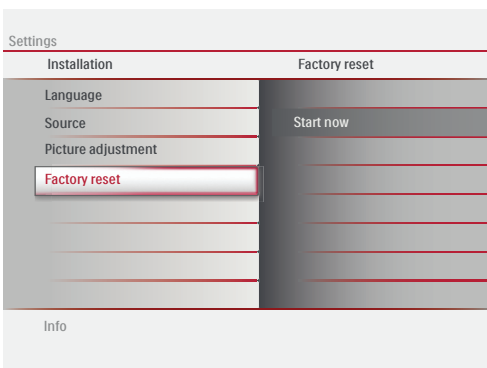 Settings
Installation
Factory reset
Language
Source
Start now
Picture adjustment
Factory reset
Info